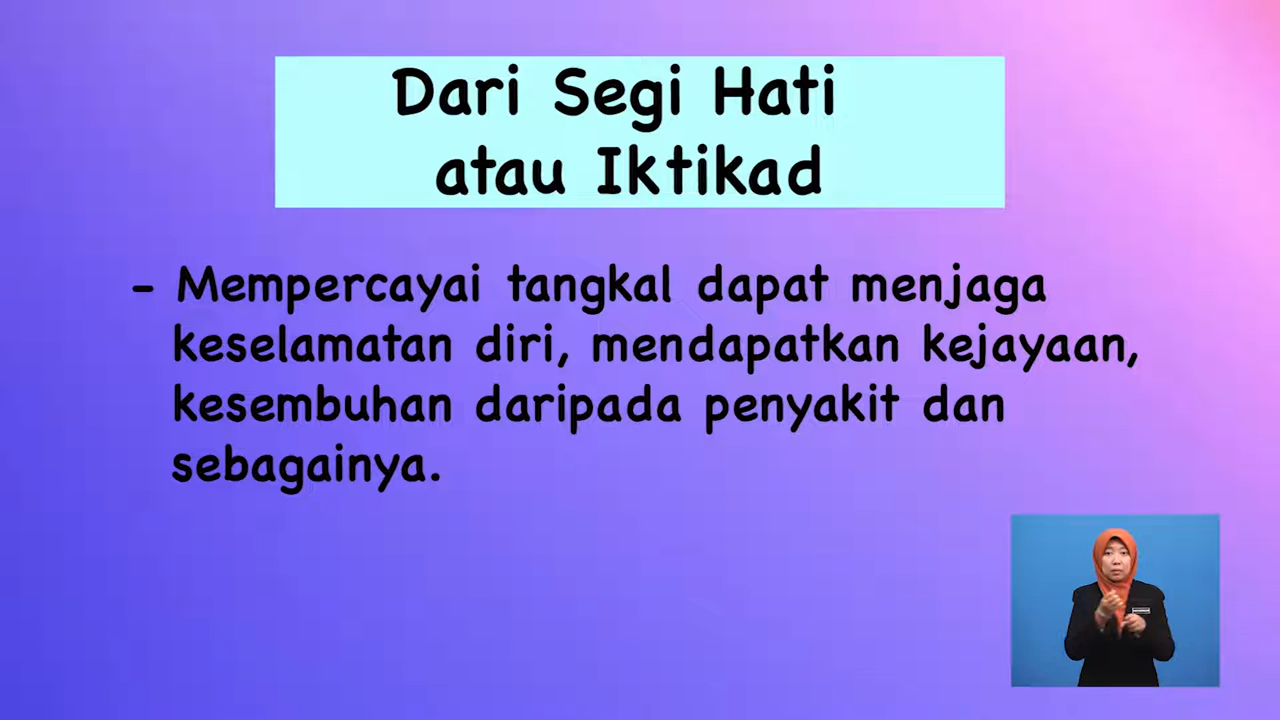 Dari Segi Hati
atau Iktikad
- Mempercayai tangkal dapat menjaga
keselamatan diri, mendapatkan kejayaan,
kesembuhan daripada penyakit dan
sebagainya.